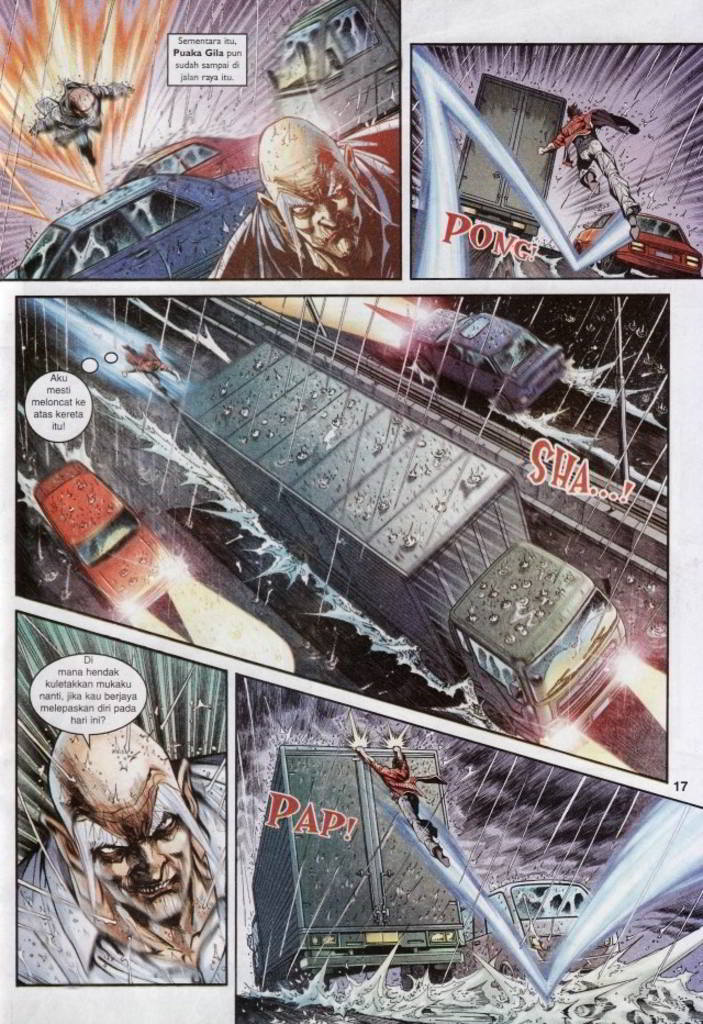 Sementara itu,
Puaka Gila pun
sudah sampai di
jalan raya itu.
PONG!
Aku
mesti
meloncat ke
atas kereta
itu!
SHA...!
Di
mana hendak
kuletakkan mukaku
nanti, jika kau berjaya
melepaskan diri pada
hari ini?
PAP!
17